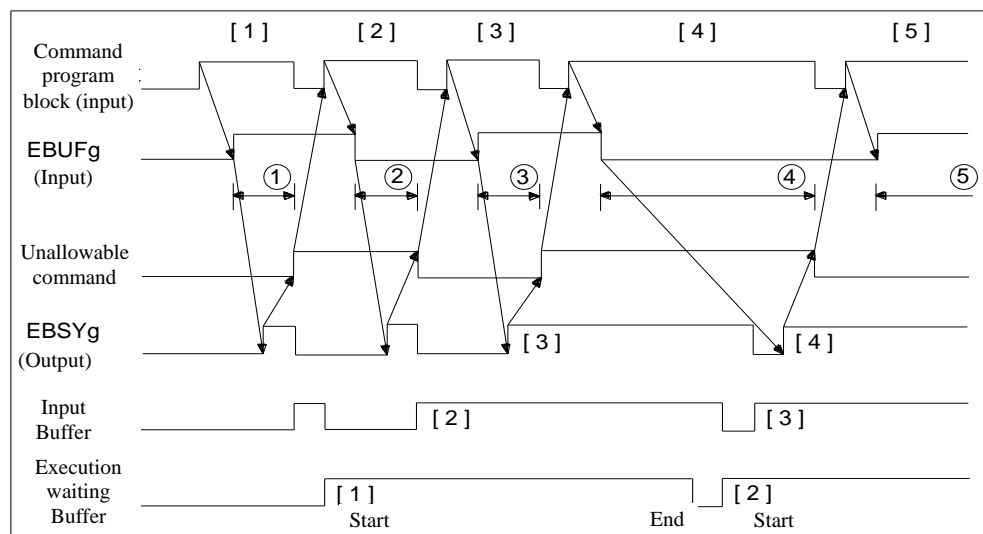 [ 1 ] [ 2 ] [ 3 ] [ 4 ] [ 5 ]
Command
program
block (input)
EBUFg
(Input)
① ② ③ ④ ⑤
Unallowable
command
EBSYg
(Output)
[ 3 ] [ 4 ]
Input
Buffer
[ 2 ] [ 3 ]
Execution
waiting
Buffer
[ 1 ] [ 2 ]
Start End Start